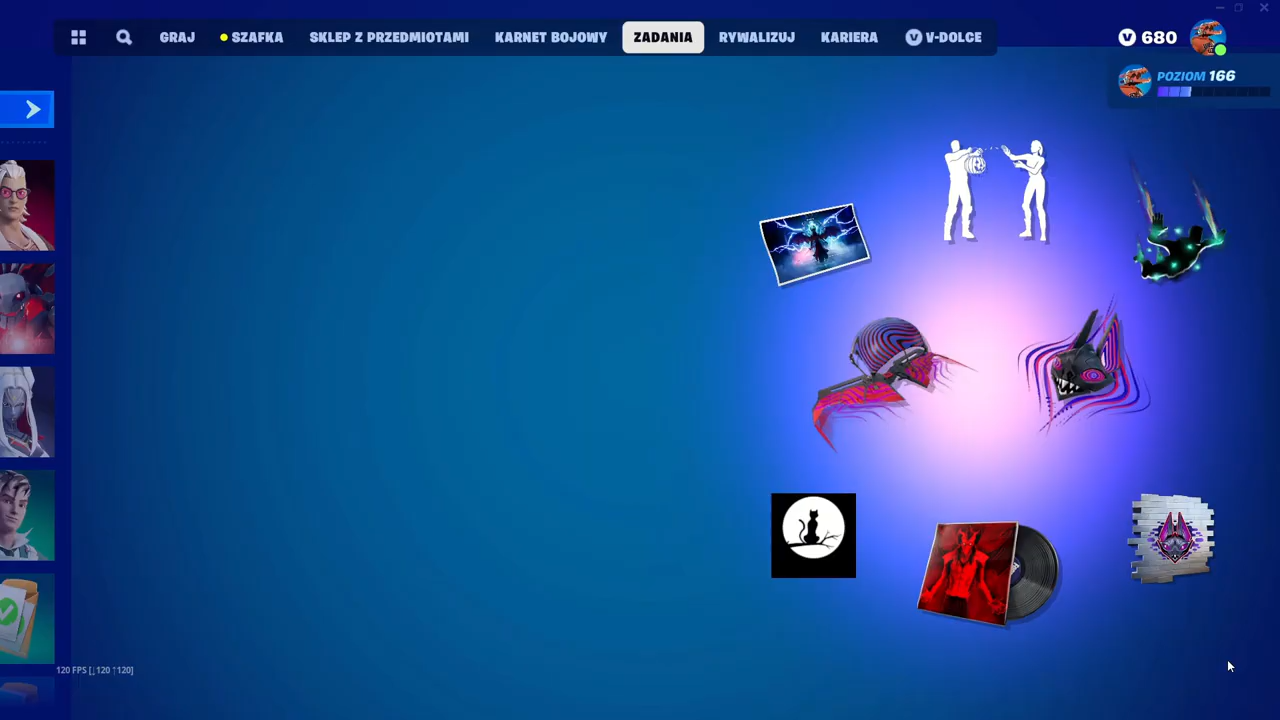 GRAJ
SZAFKA
SKLEP Z PRZEDMIOTAMI
KARNET BOJOWY
ZADANIA
RYWALIZUJ
KARIERA
V-DOLCE
680
POZIOM 166
120 FPS [↓120 ↑120]